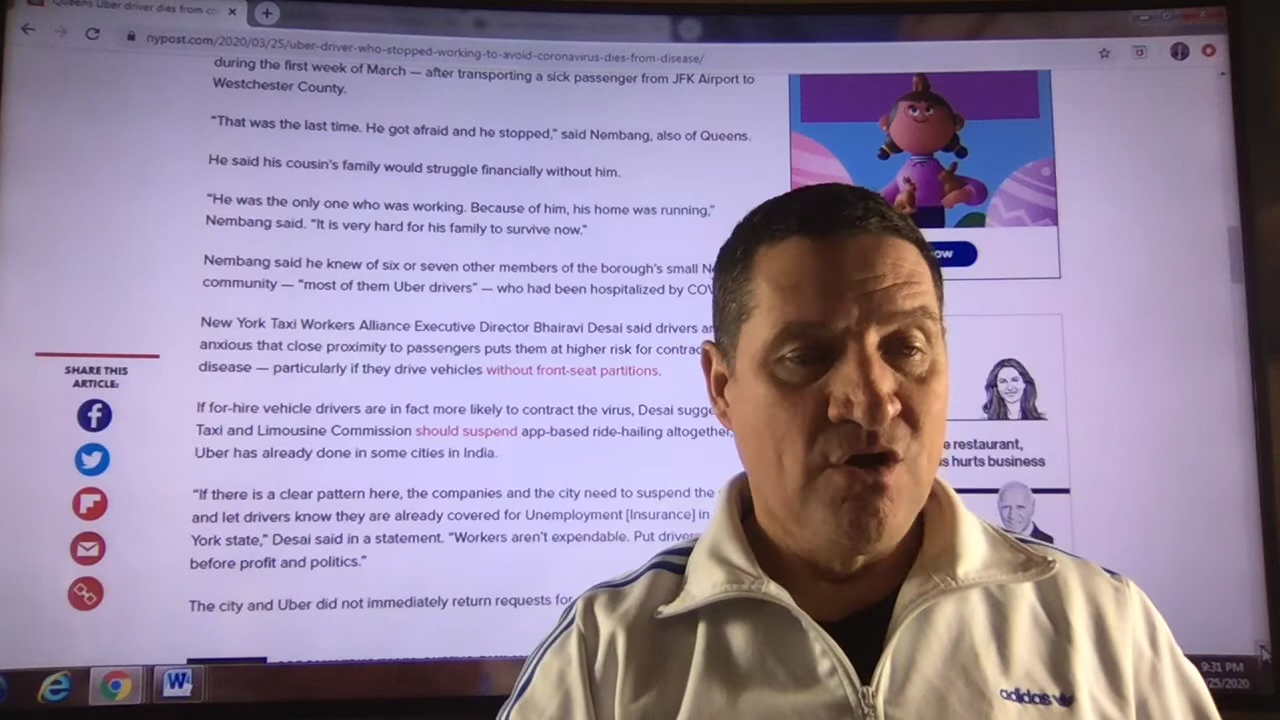 Queens Uber driver dies from co
nypost.com/2020/03/25/uber-driver-who-stopped-working-to-avoid-coronavirus-dies-from-disease/
during the first week of March — after transporting a sick passenger from JFK Airport to
Westchester County.
"That was the last time. He got afraid and he stopped," said Nembang, also of Queens.
He said his cousin's family would struggle financially without him.
"He was the only one who was working. Because of him, his home was running,"
Nembang said. "It is very hard for his family to survive now."
Nembang said he knew of six or seven other members of the borough's small
community — "most of them Uber drivers" — who had been hospitalized by
New York Taxi Workers Alliance Executive Director Bhairavi Desai said drivers
anxious that close proximity to passengers puts them at higher risk for
disease — particularly if they drive vehicles without front-seat partitions.
If for-hire vehicle drivers are in fact more likely to contract the virus, Desai
Taxi and Limousine Commission should suspend app-based ride-hailing altogether,
Uber has already done in some cities in India.
"If there is a clear pattern here, the companies and the city need to suspend the
and let drivers know they are already covered for Unemployment [Insurance] in
York state," Desai said in a statement. "Workers aren't expendable. Put
before profit and politics."
The city and Uber did not immediately return requests for
SHARE THIS
ARTICLE:
ow
restaurant,
hurts business
adidas
9:31 PM
25/2020